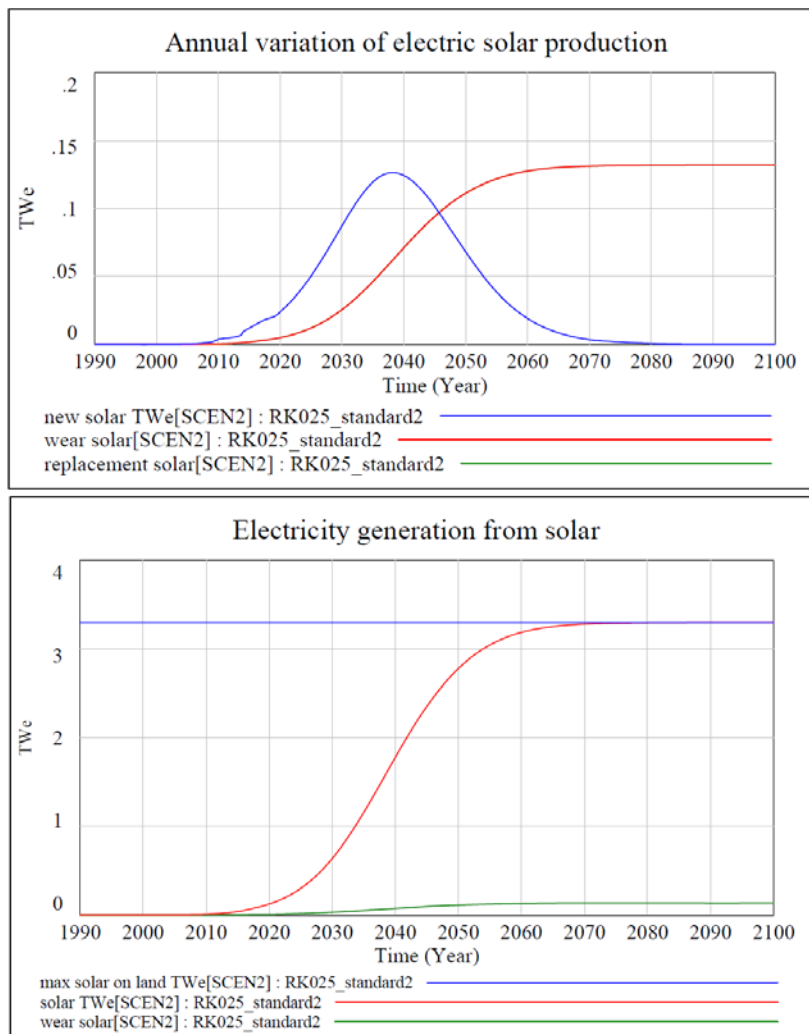 Annual variation of electric solar production
.2
.15
.1
.05
0
TWe
1990 2000 2010 2020 2030 2040 2050 2060 2070 2080 2090 2100
Time (Year)
new solar TWe[SCEN2] : RK025_standard2
wear solar[SCEN2] : RK025_standard2
replacement solar[SCEN2] : RK025_standard2
Electricity generation from solar
4
3
2
1
0
TWe
1990 2000 2010 2020 2030 2040 2050 2060 2070 2080 2090 2100
Time (Year)
max solar on land TWe[SCEN2] : RK025_standard2
solar TWe[SCEN2] : RK025_standard2
wear solar[SCEN2] : RK025_standard2